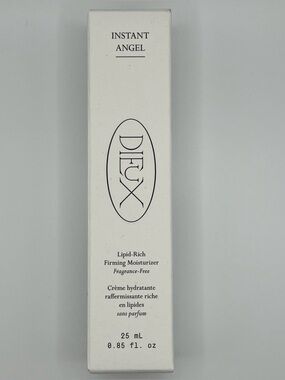 INSTANT
ANGEL
DIEUX
Lipid-Rich
Firming Moisturizer
Fragrance-Free
Crème hydratante
raffermissante riche
en lipides
sans parfum
25 mL
0.85 fl. oz